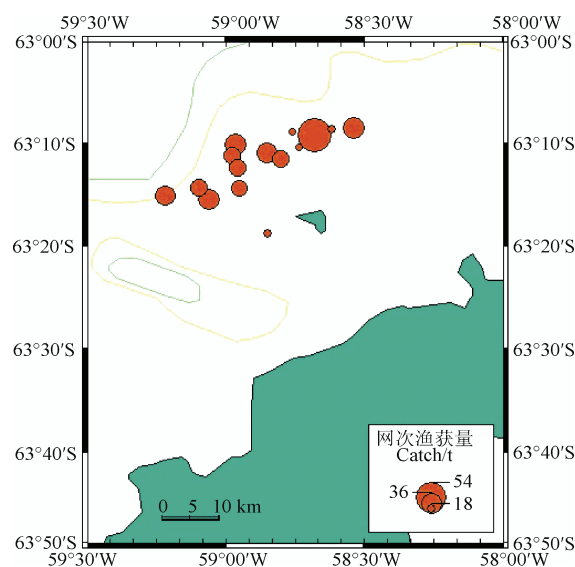 59°30′W 59°00′W 58°30′W 58°00′W
63°00′S 63°00′S
63°10′S 63°10′S
63°20′S 63°20′S
63°30′S 63°30′S
63°40′S 63°40′S
网次渔获量
Catch/t
54
36
18
0 5 10 km
63°50′S 63°50′S
59°30′W 59°00′W 58°30′W 58°00′W